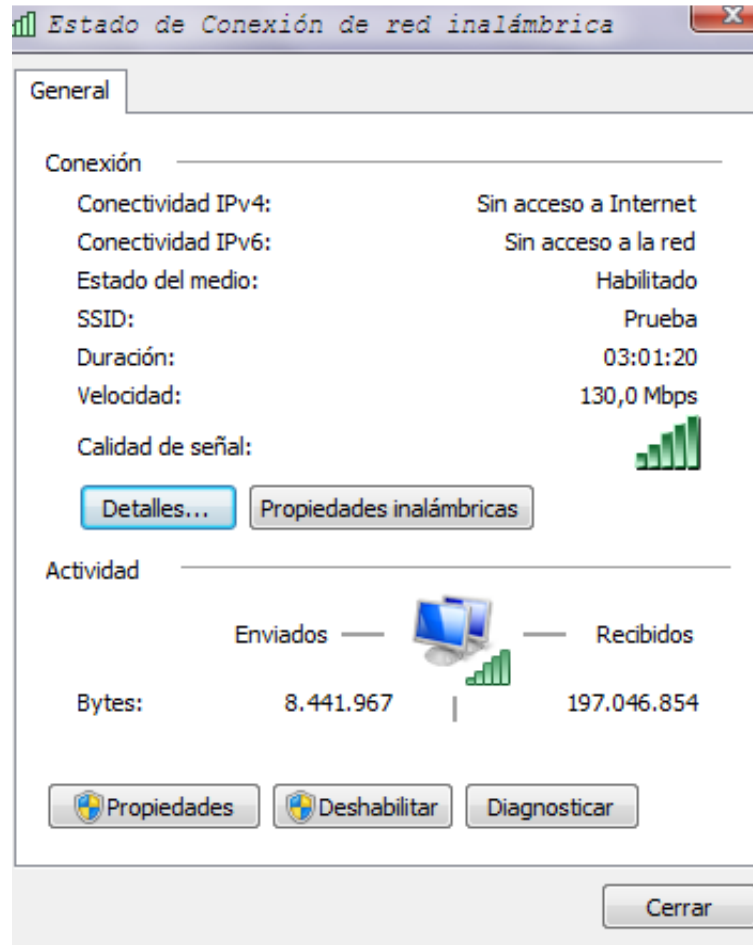 Estado de Conexión de red inalámbrica
General
Conexión
Conectividad IPv4: Sin acceso a Internet
Conectividad IPv6: Sin acceso a la red
Estado del medio: Habilitado
SSID: Prueba
Duración: 03:01:20
Velocidad: 130,0 Mbps
Calidad de señal:
Detalles... Propiedades inalámbricas
Actividad
Enviados Recibidos
Bytes: 8.441.967 197.046.854
Propiedades Deshabilitar Diagnosticar
Cerrar